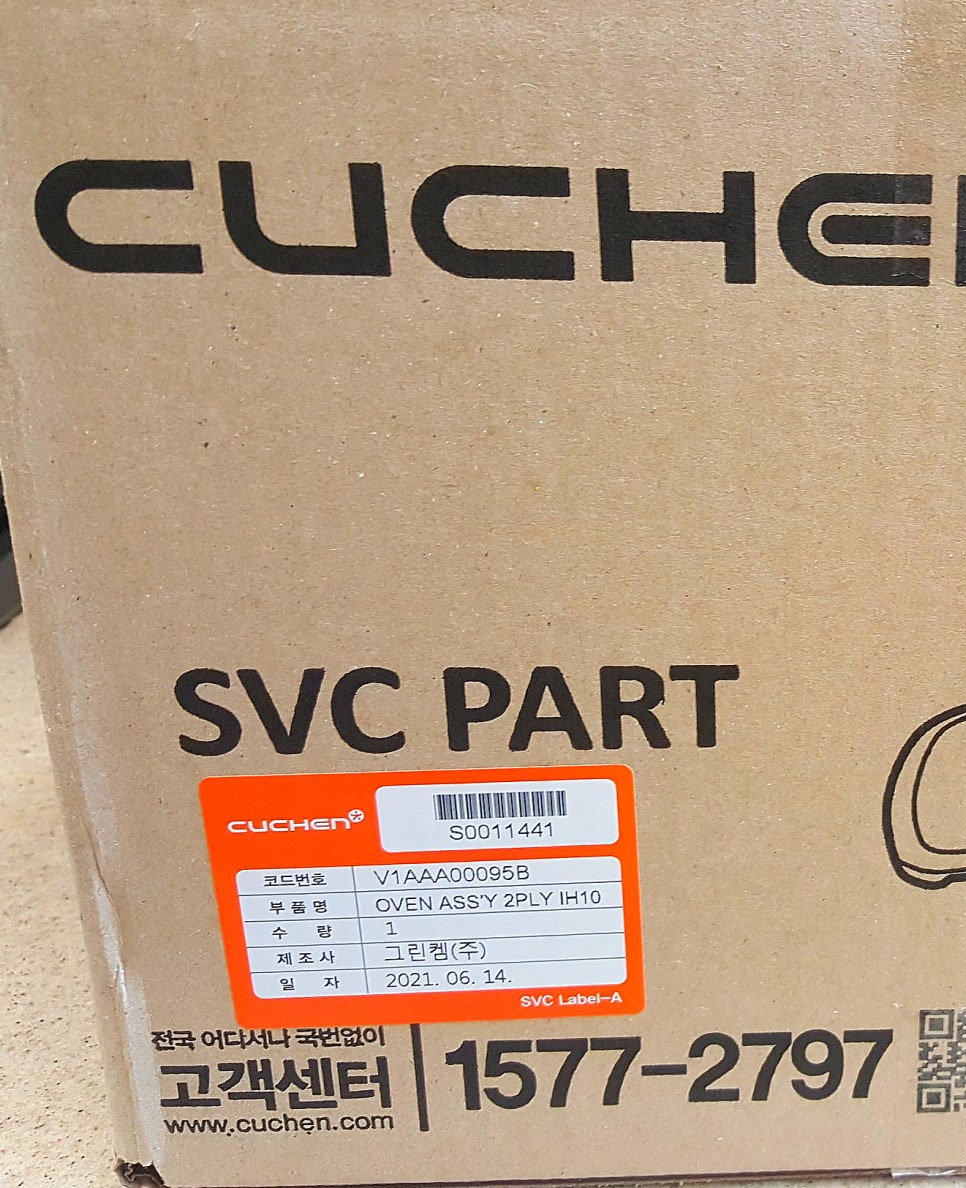 CUCHEN
SVC PART
CUCHEN
S0011441
코드번호 V1AAA00095B
부품명 OVEN ASS'Y 2PLY IH10
수량 1
제조사 그린켐(주)
일자 2021. 06. 14.
SVC Label-A
전국 어디서나 국번없이
고객센터 1577-2797
www.cuchen.com